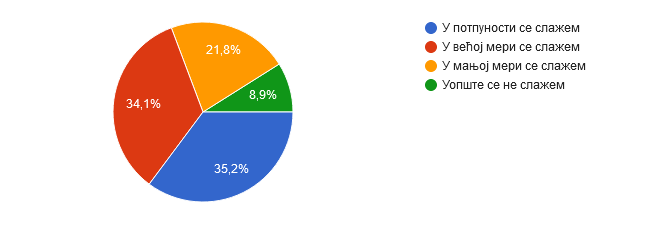 21,8%
8,9%
34,1%
35,2%
У потпуности се слажем
У већој мери се слажем
У мањој мери се слажем
Уопште се не слажем